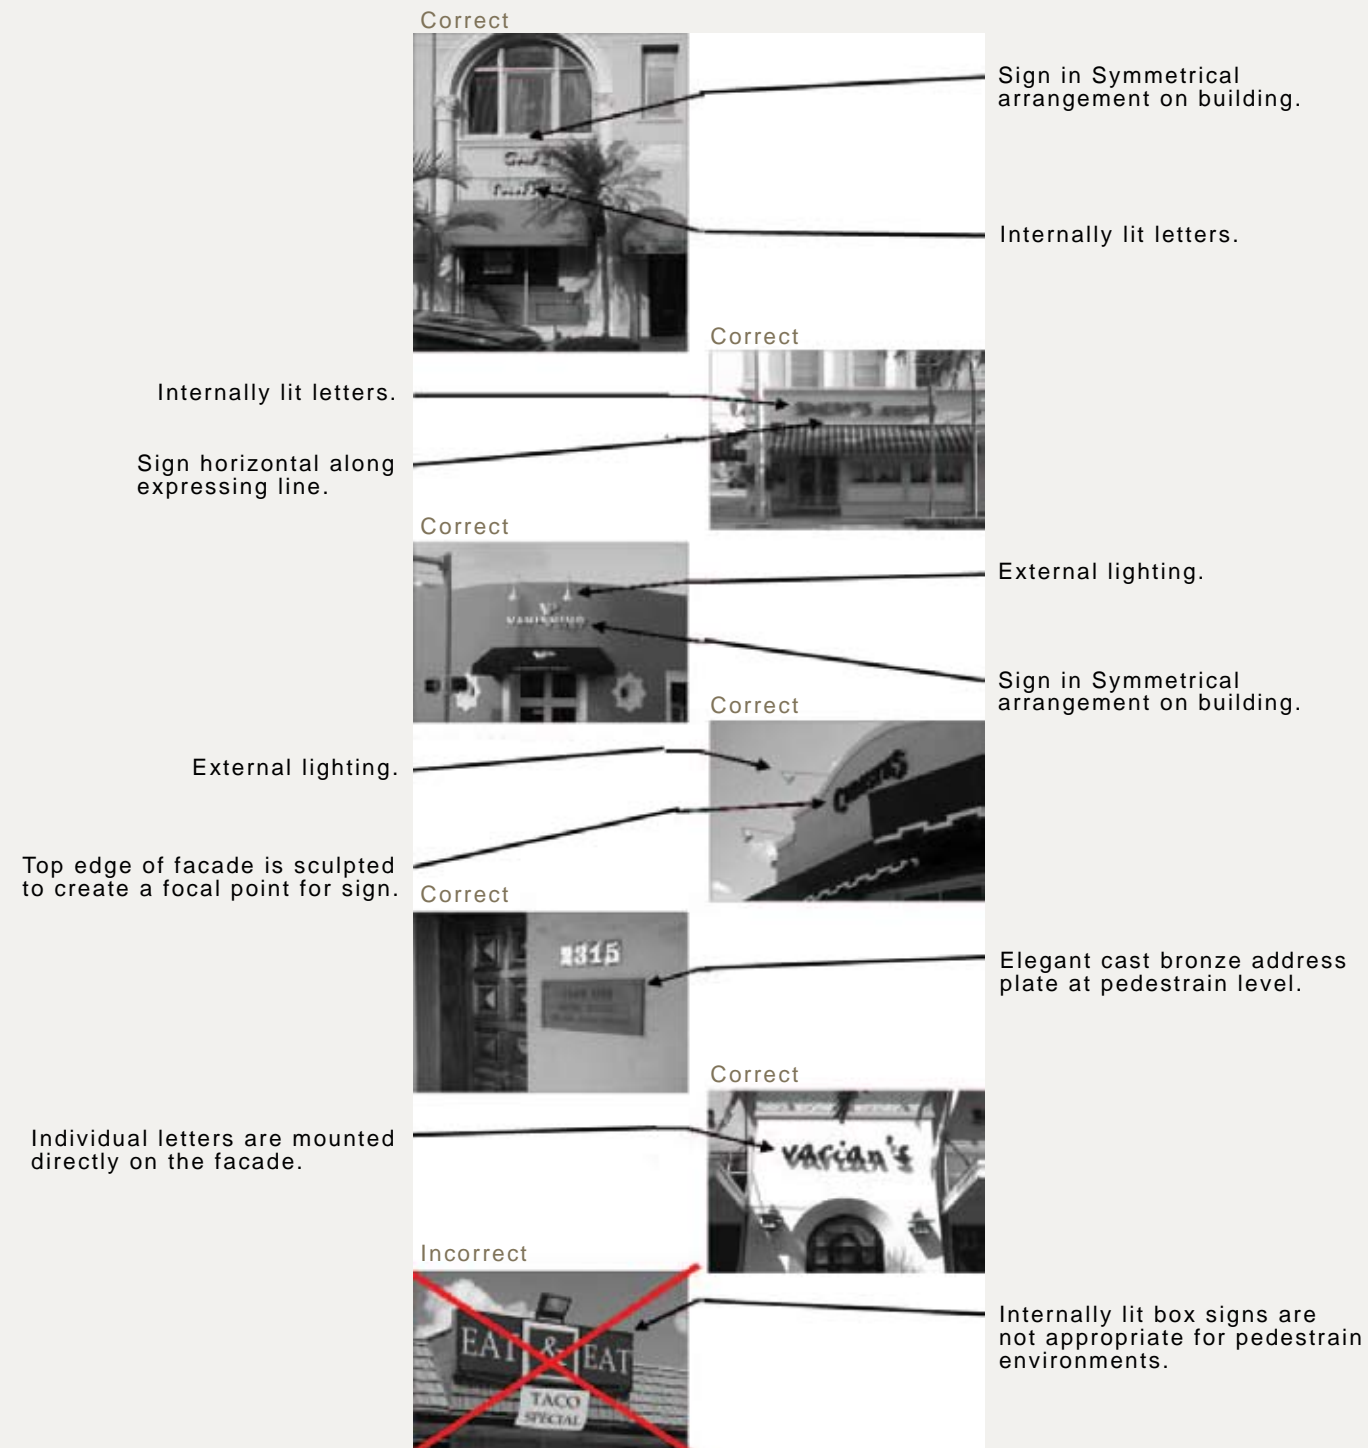 Correct
Sign in Symmetrical
arrangement on building.
Internally lit letters.
Correct
Internally lit letters.
Sign horizontal along
expressing line.
Correct
External lighting.
Sign in Symmetrical
arrangement on building.
Correct
External lighting.
Top edge of facade is sculpted
to create a focal point for sign.
Correct
2315
Elegant cast bronze address
plate at pedestrain level.
Correct
Individual letters are mounted
directly on the facade.
varian's
Incorrect
EAT & EAT
TACO
SPECIAL
Internally lit box signs are
not appropriate for pedestrain
environments.